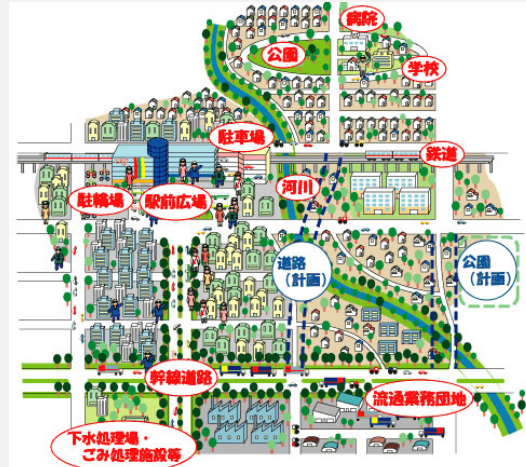 病院
公園
学校
駐車場
鉄道
駐輪場
駅前広場
河川
道路
(計画)
公園
(計画)
幹線道路
流通業務団地
下水処理場・
ごみ処理施設等